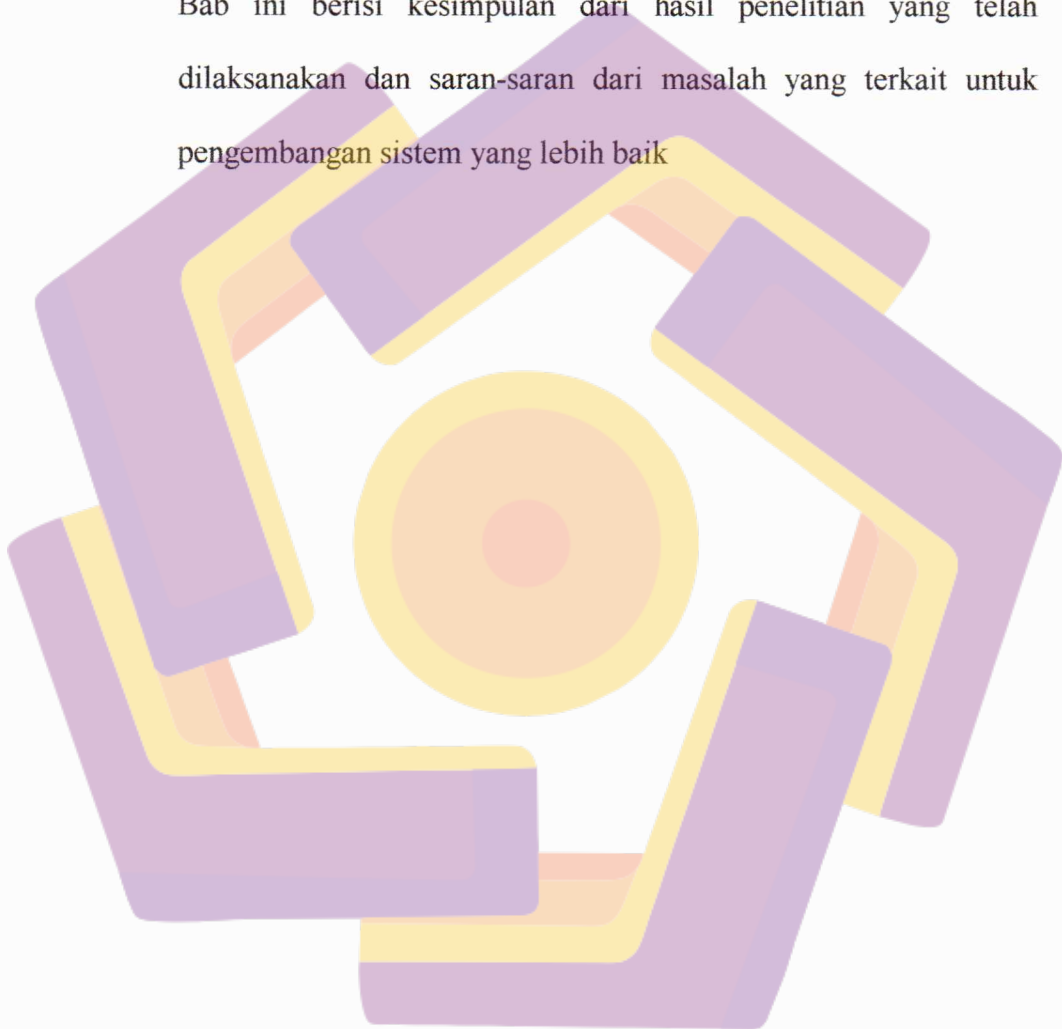 Bab ini berisi kesimpulan dari hasil penelitian yang telah
dilaksanakan dan saran-saran dari masalah yang terkait untuk
pengembangan sistem yang lebih baik